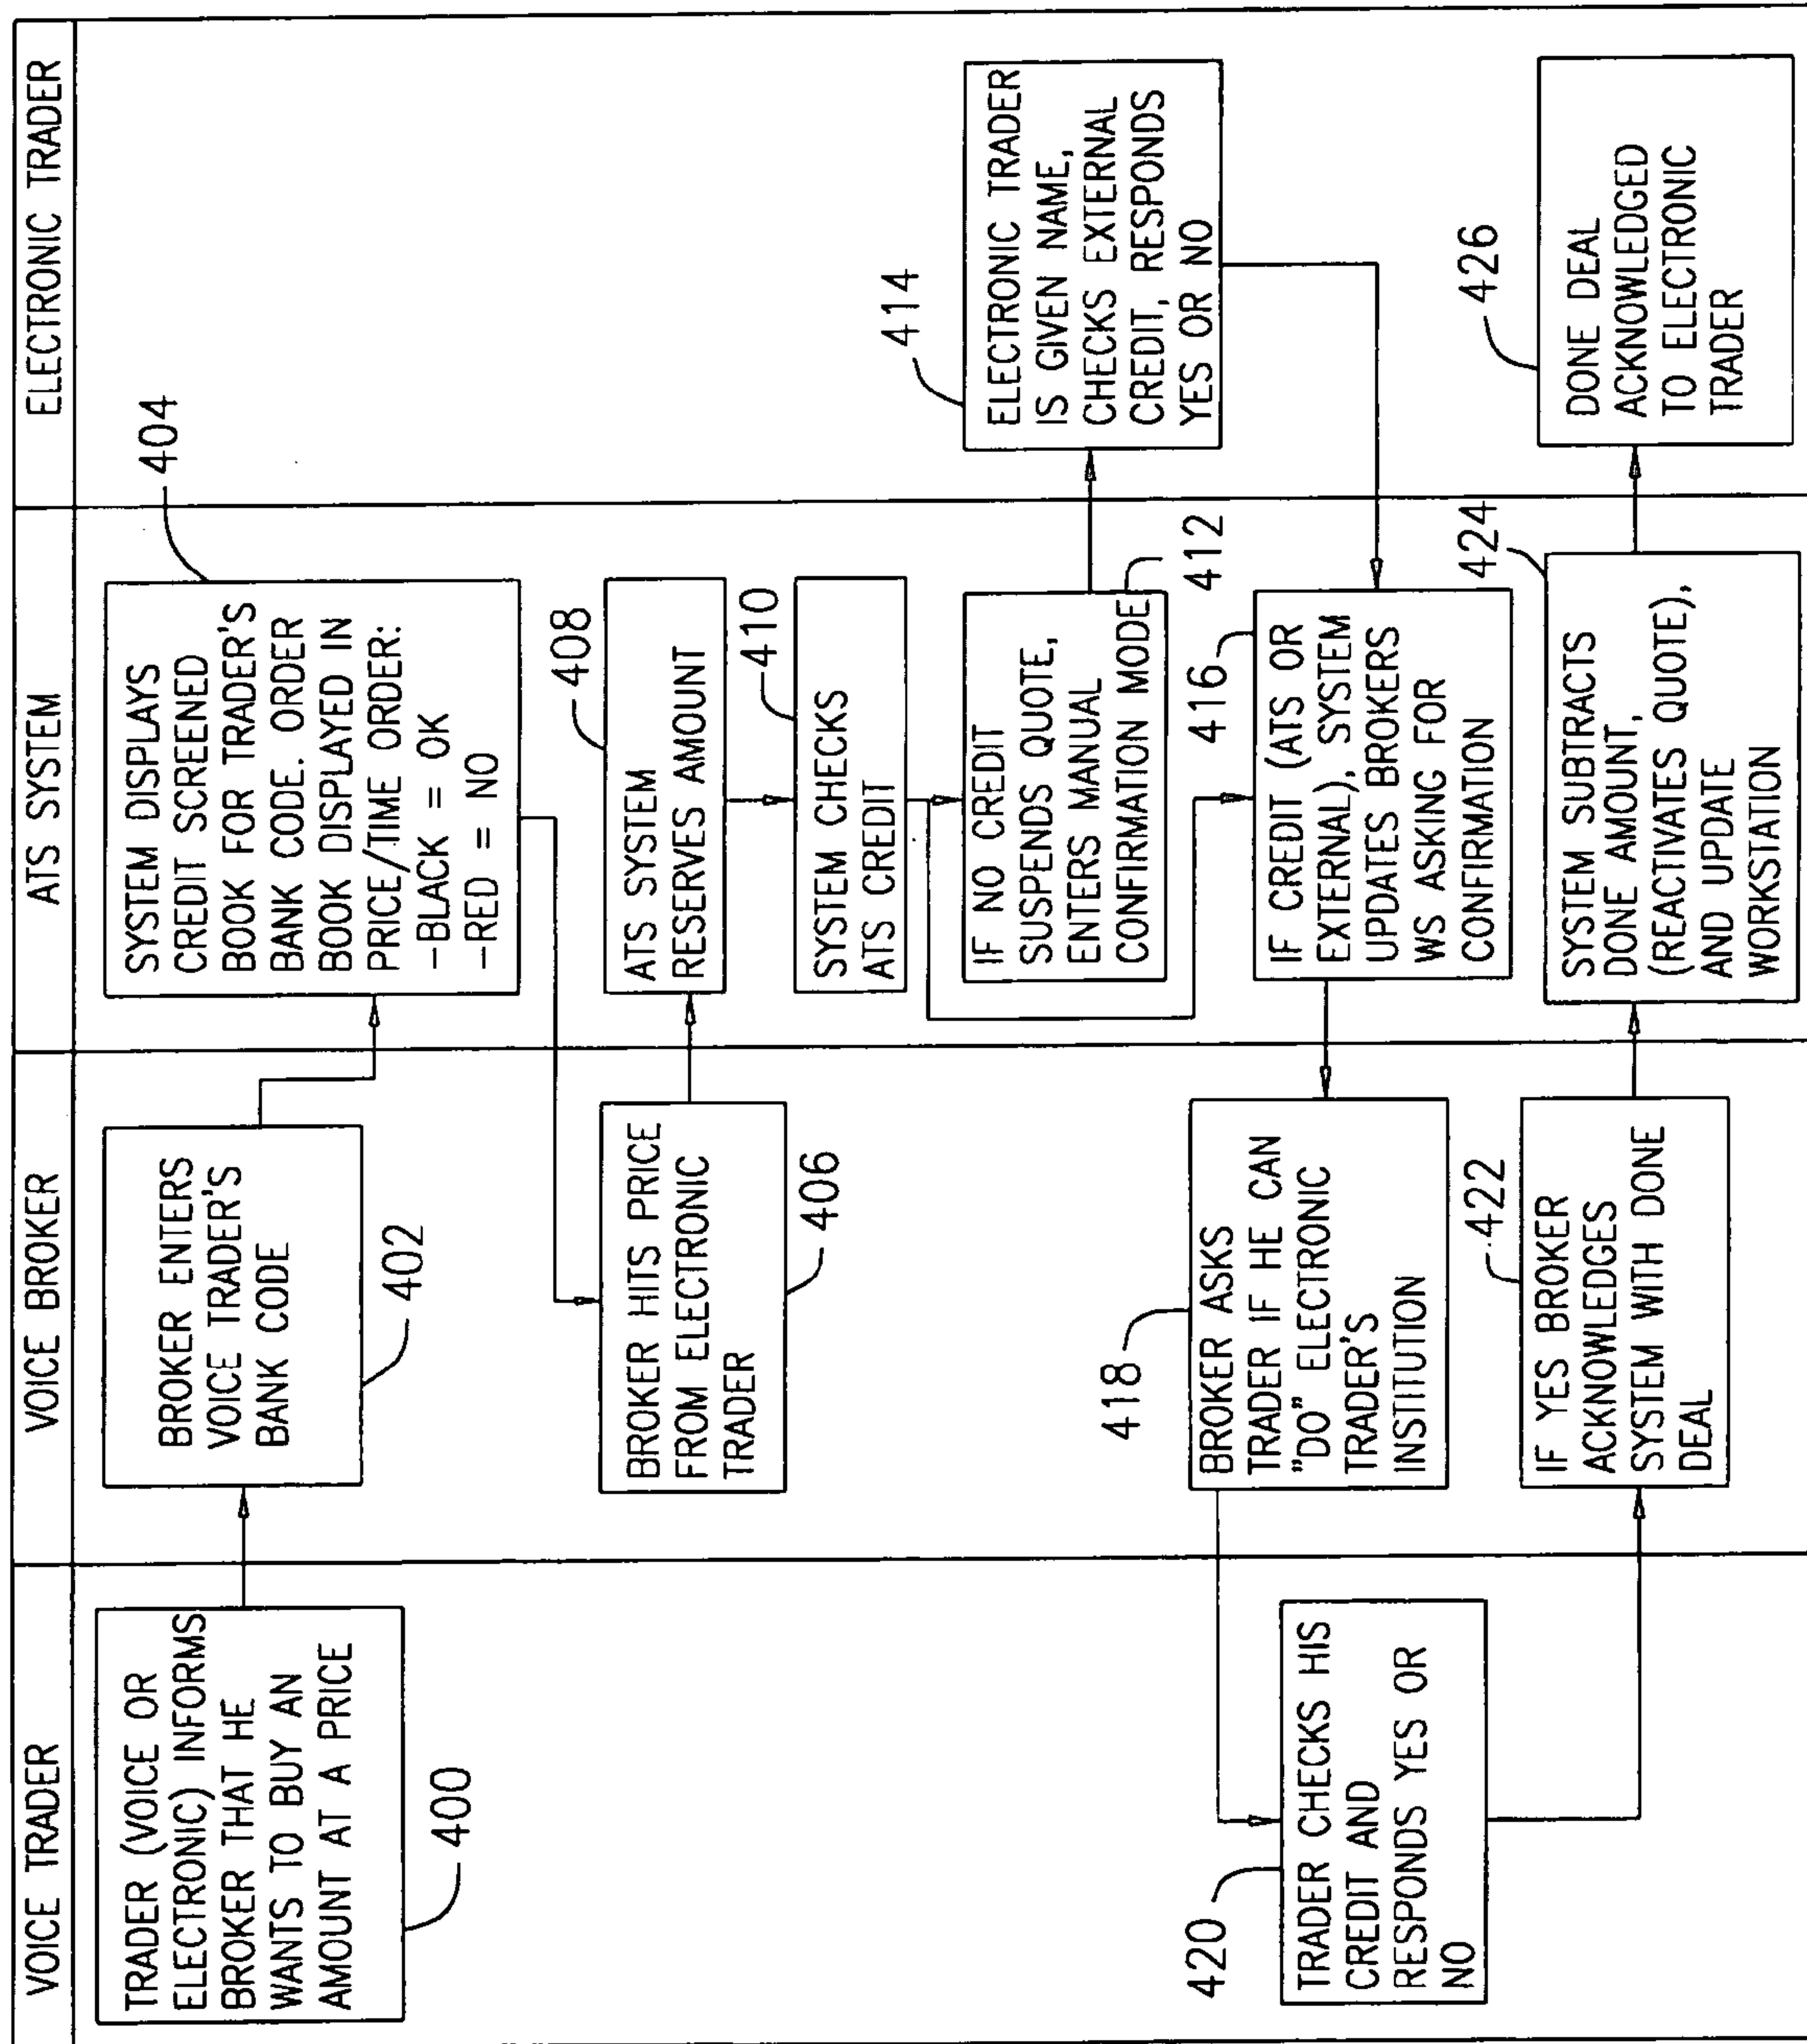 VOICE TRADER
VOICE BROKER
ATS SYSTEM
ELECTRONIC TRADER
TRADER (VOICE OR
ELECTRONIC) INFORMS
BROKER THAT HE
WANTS TO BUY AN
AMOUNT AT A PRICE
400
BROKER ENTERS
VOICE TRADER'S
BANK CODE
402
SYSTEM DISPLAYS
CREDIT SCREENED
BOOK FOR TRADER'S
BANK CODE. ORDER
BOOK DISPLAYED IN
PRICE/TIME ORDER:
-BLACK = OK
-RED = NO
404
BROKER HITS PRICE
FROM ELECTRONIC
TRADER
406
ATS SYSTEM
RESERVES AMOUNT
408
SYSTEM CHECKS
ATS CREDIT
410
IF NO CREDIT
SUSPENDS QUOTE,
ENTERS MANUAL
CONFIRMATION MODE
412
ELECTRONIC TRADER
IS GIVEN NAME,
CHECKS EXTERNAL
CREDIT, RESPONDS
YES OR NO
414
IF CREDIT (ATS OR
EXTERNAL), SYSTEM
UPDATES BROKERS
WS ASKING FOR
CONFIRMATION
416
BROKER ASKS
TRADER IF HE CAN
"DO" ELECTRONIC
TRADER'S
INSTITUTION
418
TRADER CHECKS HIS
CREDIT AND
RESPONDS YES OR
NO
420
IF YES BROKER
ACKNOWLEDGES
SYSTEM WITH DONE
DEAL
422
SYSTEM SUBTRACTS
DONE AMOUNT,
(REACTIVATES QUOTE),
AND UPDATE
WORKSTATION
424
DONE DEAL
ACKNOWLEDGED
TO ELECTRONIC
TRADER
426